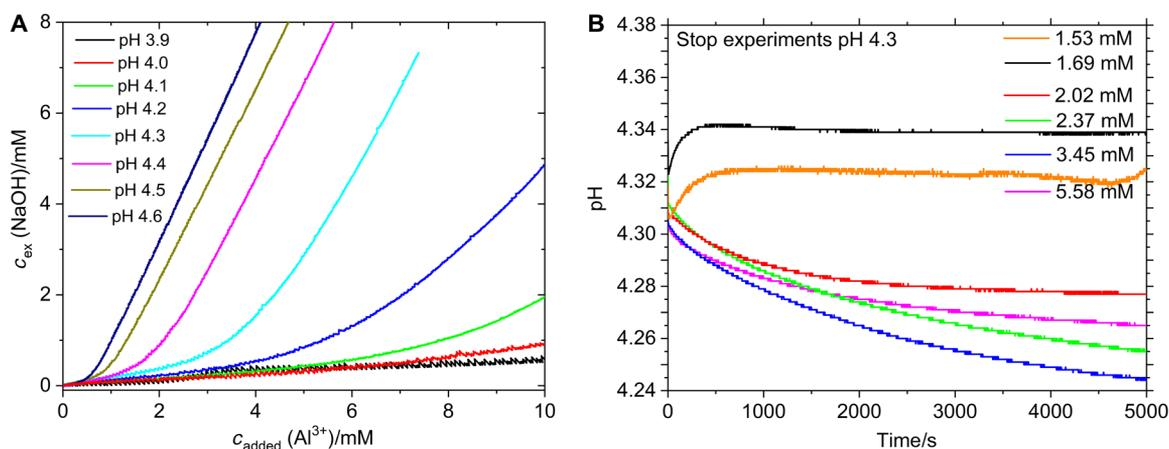 A
8
6
4
2
0
c_ex (NaOH)/mM
pH 3.9
pH 4.0
pH 4.1
pH 4.2
pH 4.3
pH 4.4
pH 4.5
pH 4.6
0 2 4 6 8 10
c_added (Al³⁺)/mM
B
4.38
4.36
4.34
4.32
4.30
4.28
4.26
4.24
pH
Stop experiments pH 4.3
1.53 mM
1.69 mM
2.02 mM
2.37 mM
3.45 mM
5.58 mM
0 1000 2000 3000 4000 5000
Time/s